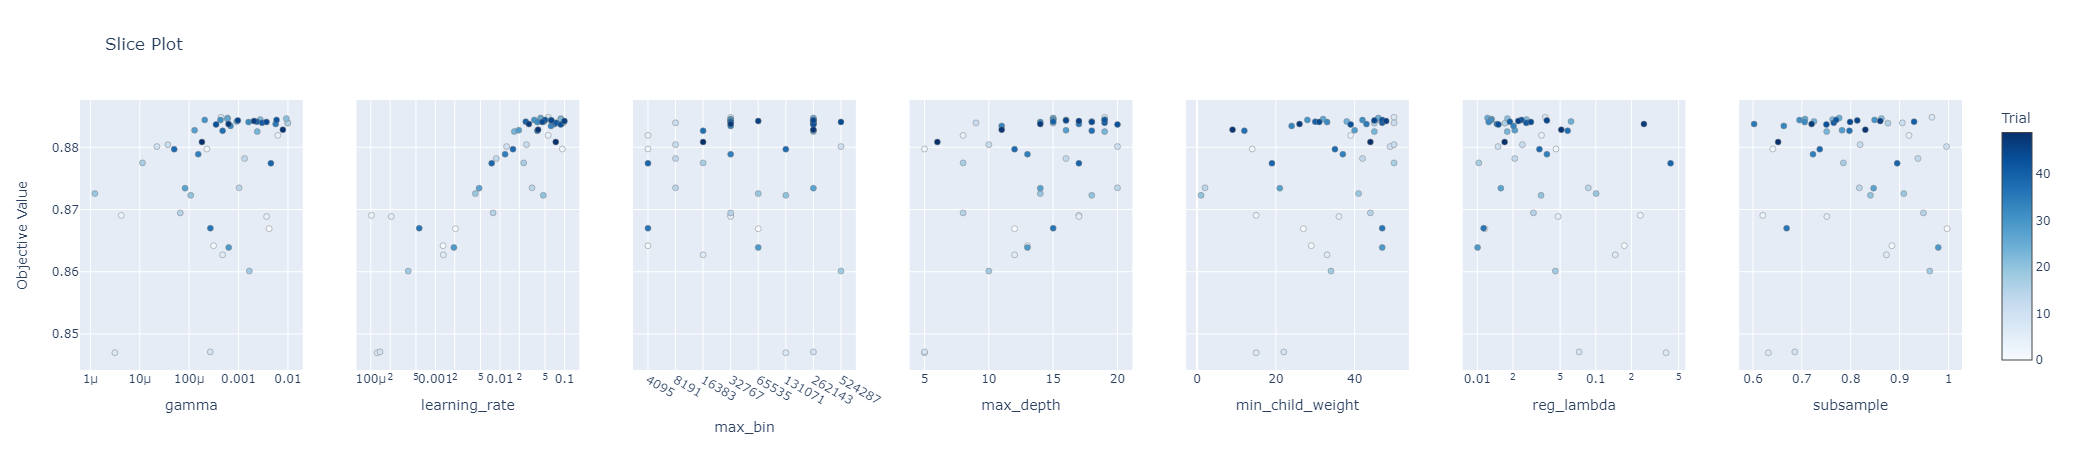 Slice Plot
Trial
Objective Value
0.88
0.87
0.86
0.85
40
30
20
10
0
1μ 10μ 100μ 0.001 0.01
100μ 2 5 0.001 2 5 0.01 2 5 0.1
4095 8191 16383 32767 65535 131071 262143 524287
5 10 15 20
0 20 40
0.01 2 5 0.1 2 5
0.6 0.7 0.8 0.9 1
gamma
learning_rate
max_bin
max_depth
min_child_weight
reg_lambda
subsample